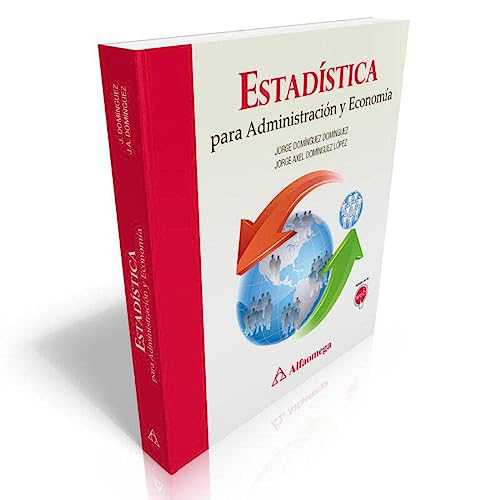 ESTADÍSTICA
para Administración y Economía
JORGE DOMÍNGUEZ DOMÍNGUEZ
JORGE AXEL DOMÍNGUEZ LÓPEZ
Alfaomega
J. DOMÍNGUEZ
J.A. DOMÍNGUEZ
ESTADÍSTICA
para Administración y Economía